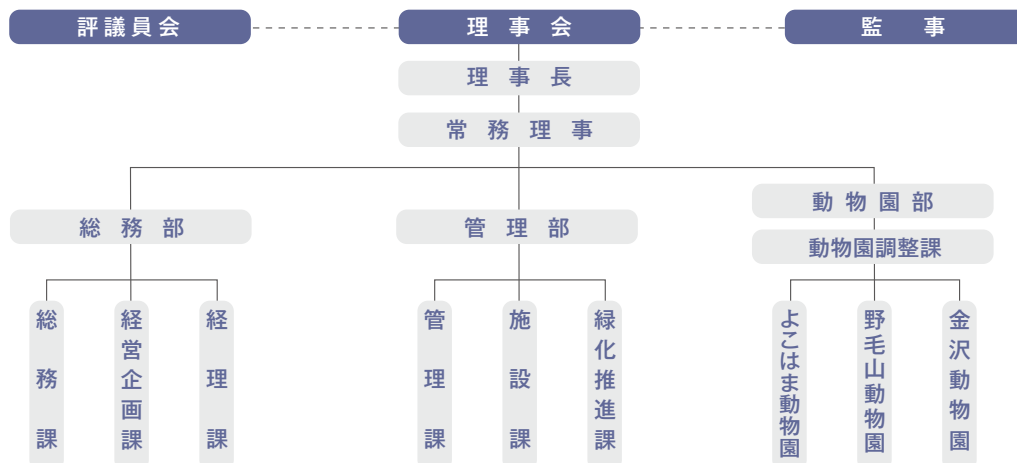 評議員会
理事会
監事
理事長
常務理事
総務部
管理部
動物園部
動物園調整課
総務課
経営企画課
経理課
管理課
施設課
緑化推進課
よこはま動物園
野毛山動物園
金沢動物園